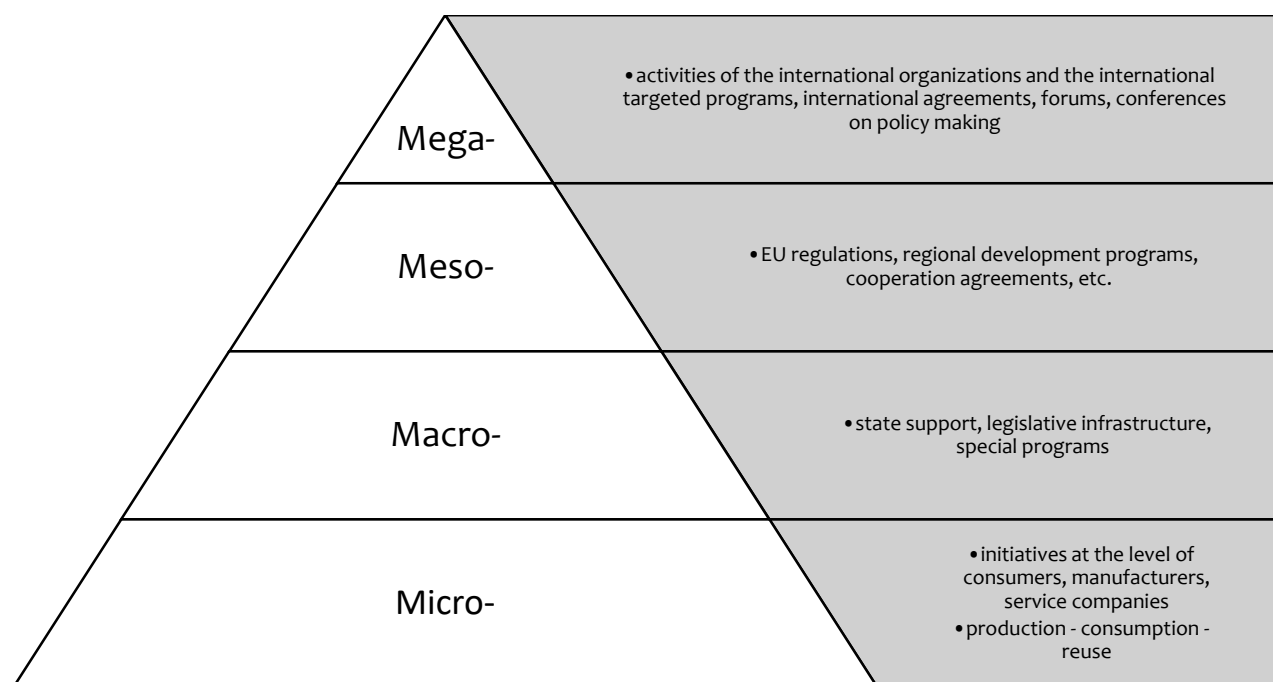 •activities of the international organizations and the international
targeted programs, international agreements, forums, conferences
on policy making
Mega-
•EU regulations, regional development programs,
cooperation agreements, etc.
Meso-
•state support, legislative infrastructure,
special programs
Macro-
•initiatives at the level of
consumers, manufacturers,
service companies
•production - consumption -
reuse
Micro-